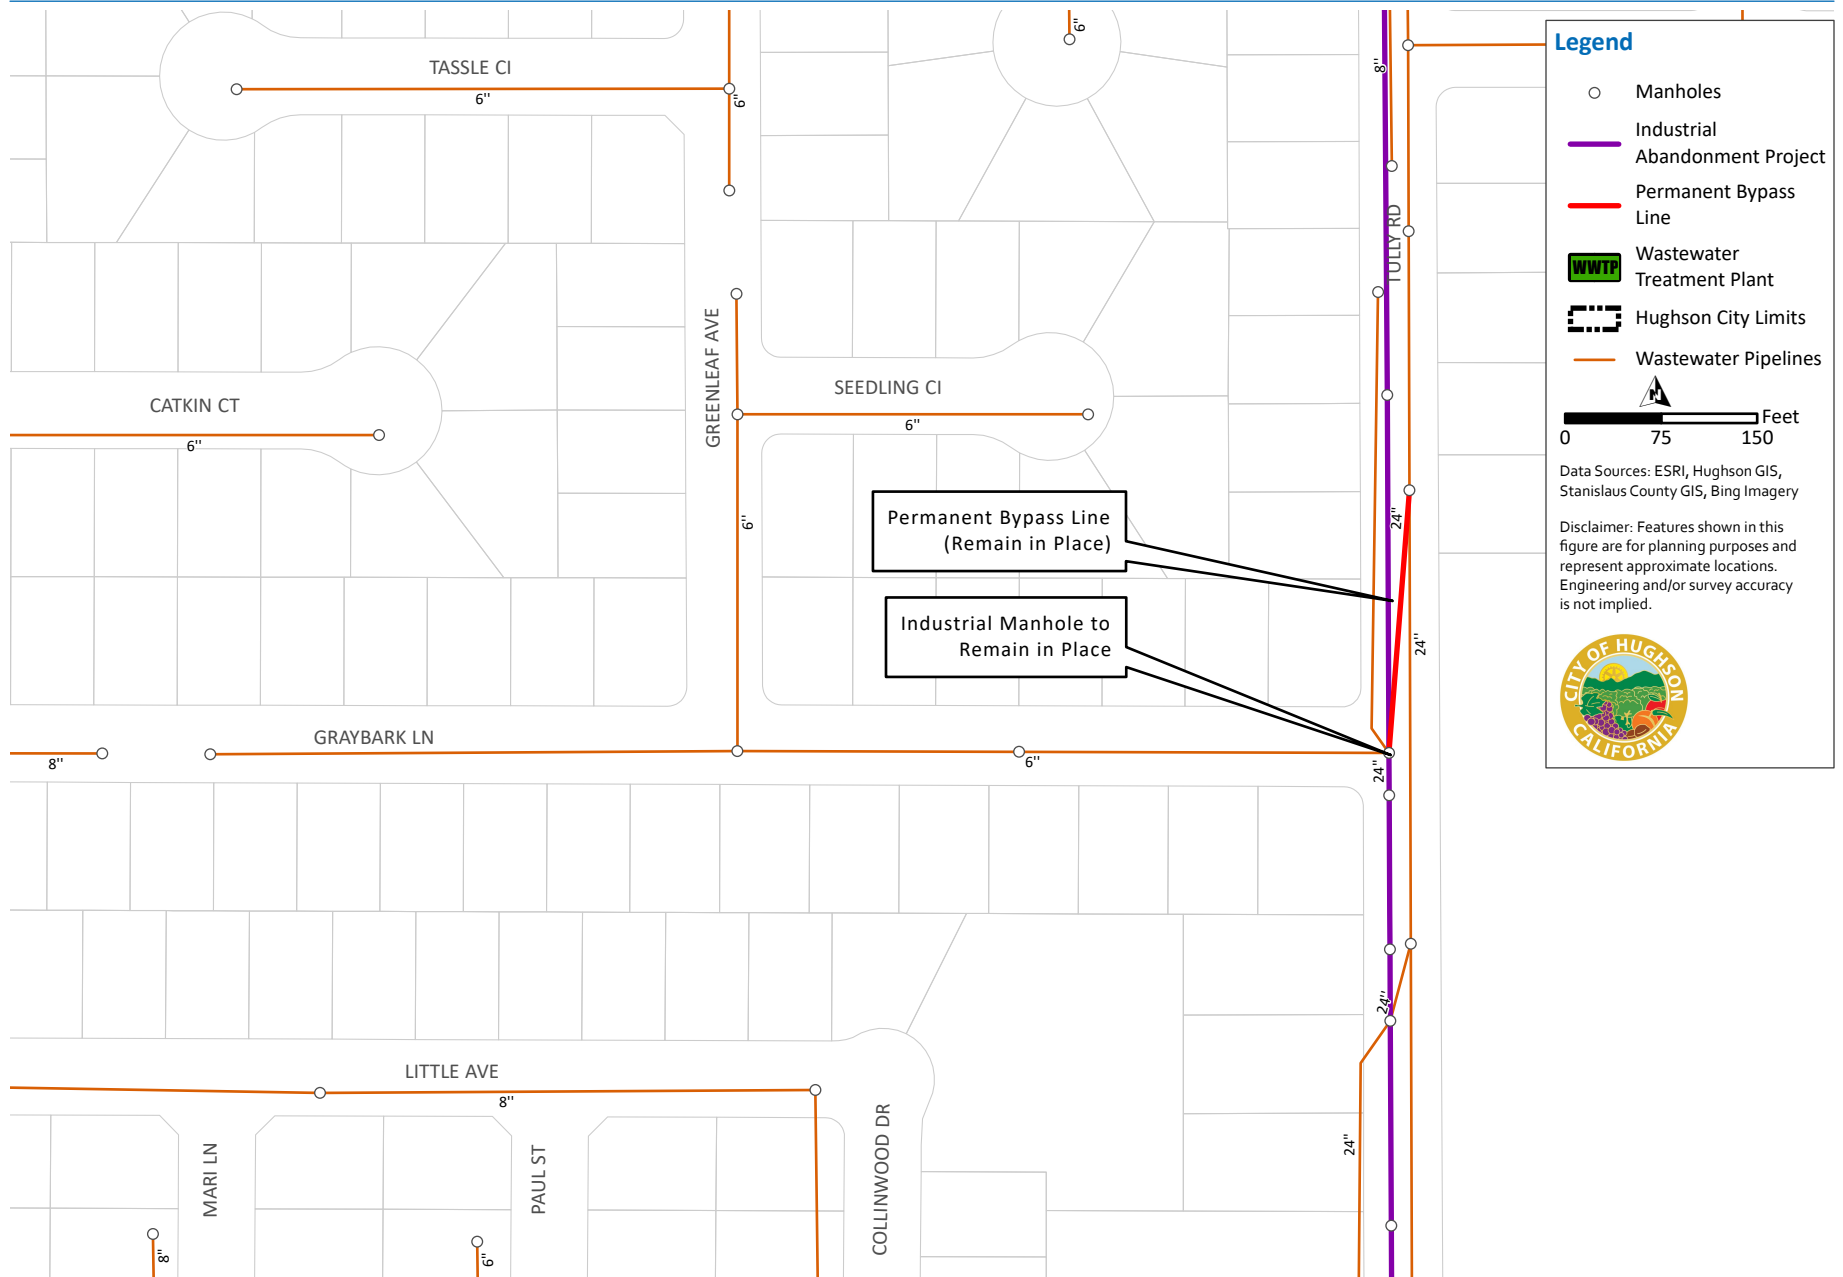 6''
TASSLE CI
6''
6''
8''
TULLY RD
GREENLEAF AVE
SEEDLING CI
6''
CATKIN CT
6''
6''
Permanent Bypass Line
(Remain in Place)
24''
Industrial Manhole to
Remain in Place
24''
GRAYBARK LN
8''
6''
24''
24''
LITTLE AVE
8''
24''
MARI LN
PAUL ST
COLLINWOOD DR
8''
6''
Legend
Manholes
Industrial
Abandonment Project
Permanent Bypass
Line
WWTP
Wastewater
Treatment Plant
Hughson City Limits
Wastewater Pipelines
N
Feet
0 75 150
Data Sources: ESRI, Hughson GIS,
Stanislaus County GIS, Bing Imagery
Disclaimer: Features shown in this
figure are for planning purposes and
represent approximate locations.
Engineering and/or survey accuracy
is not implied.
CITY OF HUGHSON
CALIFORNIA